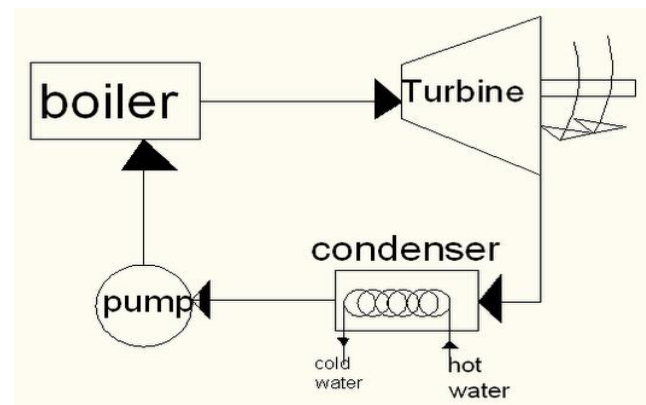 boiler
Turbine
condenser
pump
cold
water
hot
water